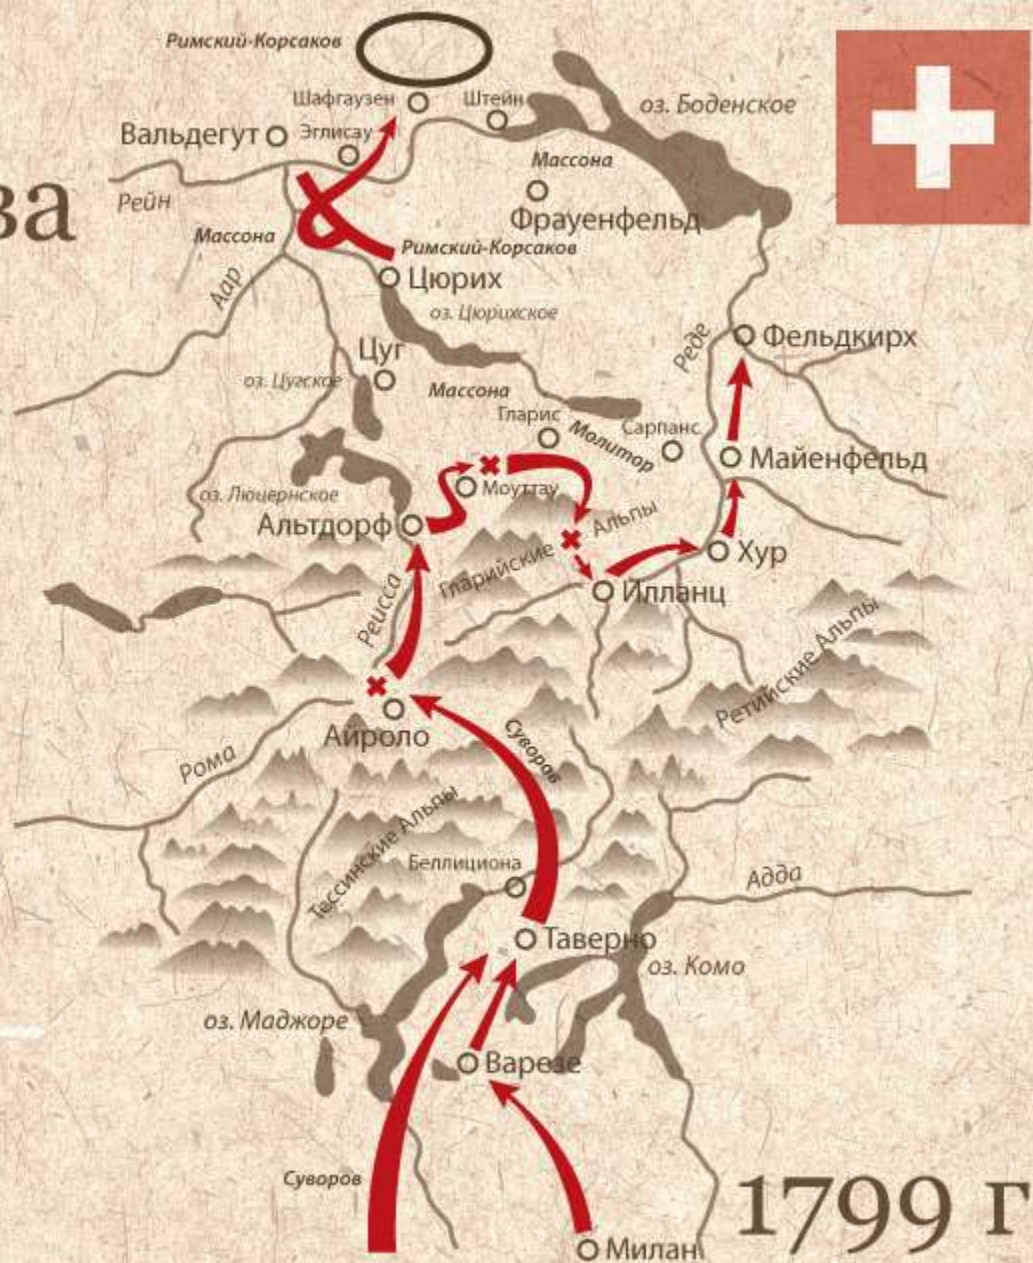 Римский-Корсаков
Шафгаузен
Штейн
оз. Боденское
Вальдегут
Эглисау
Массона
Рейн
ва
Фрауенфельд
Массона
Римский-Корсаков
Аар
Цюрих
оз. Цюрихское
Реде
Фельдкирх
Цуг
оз. Цугское
Массона
Гларис
Молитор
Сарпанс
Майенфельд
Моуттау
оз. Люцернское
Альтдорф
Гларийские Альпы
Хур
Илланц
Реисса
Ретийские Альпы
Айроло
Суворов
Рома
Тессинские Альпы
Беллициона
Адда
Таверно
оз. Комо
оз. Маджоре
Варезе
Суворов
1799 г
Милан